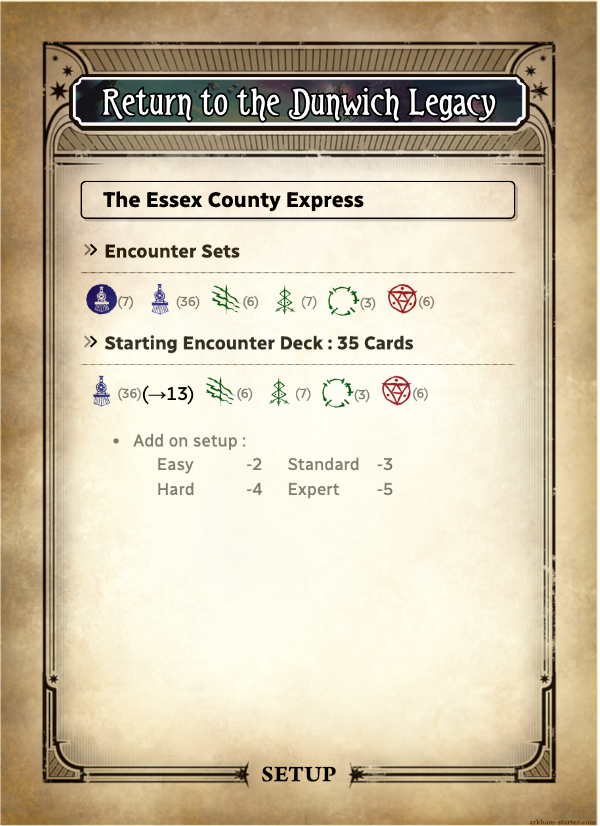 Return to the Dunwich Legacy
The Essex County Express
» Encounter Sets
(7) (36) (6) (7) (3) (6)
» Starting Encounter Deck : 35 Cards
(36)(→13) (6) (7) (3) (6)
• Add on setup :
Easy -2 Standard -3
Hard -4 Expert -5
SETUP
arkham-starter.com